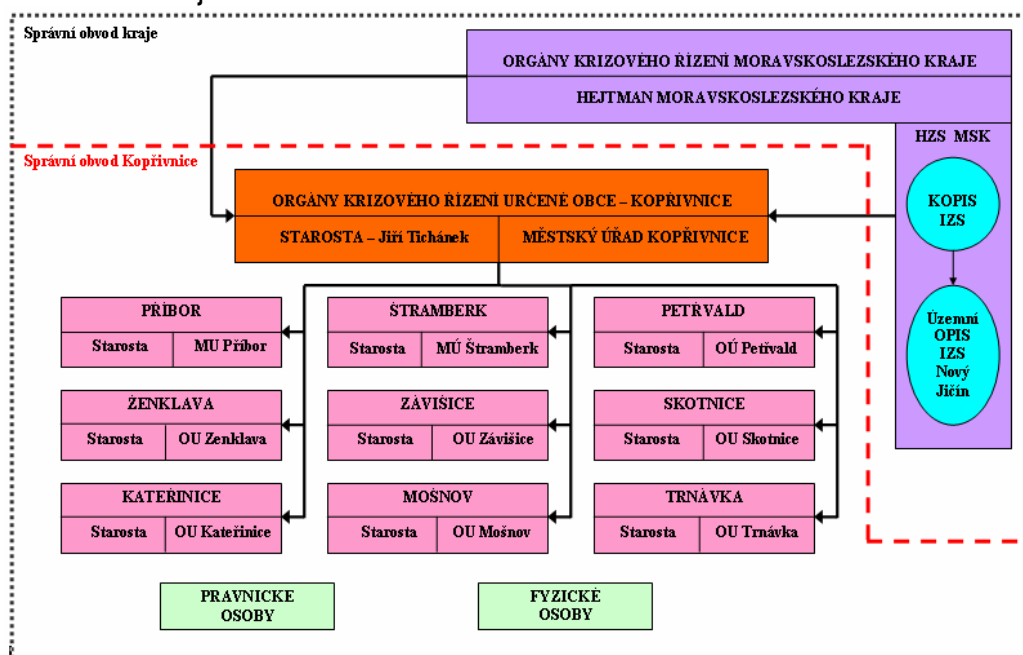 Správní obvod kraje
ORGÁNY KRIZOVÉHO ŘÍZENÍ MORAVSKOSLEZSKÉHO KRAJE
HEJTMAN MORAVSKOSLEZSKÉHO KRAJE
HZS MSK
Správní obvod Kopřivnice
KOPIS
IZS
ORGÁNY KRIZOVÉHO ŘÍZENÍ URČENÉ OBCE – KOPŘIVNICE
STAROSTA – Jiří Tichánek
MĚSTSKÝ ÚŘAD KOPŘIVNICE
Územní
OPIS
IZS
Nový
Jičín
PŘÍBOR
Starosta
MU Příbor
ŠTRAMBERK
Starosta
MÚ Štramberk
PETŘVALD
Starosta
OÚ Petřvald
ŽENKLAVA
Starosta
OU Ženklava
ZÁVIŠICE
Starosta
OU Závišice
SKOTNICE
Starosta
OU Skotnice
KATEŘINICE
Starosta
OU Kateřinice
MOŠNOV
Starosta
OU Mošnov
TRNÁVKA
Starosta
OU Trnávka
PRÁVNICKÉ
OSOBY
FYZICKÉ
OSOBY